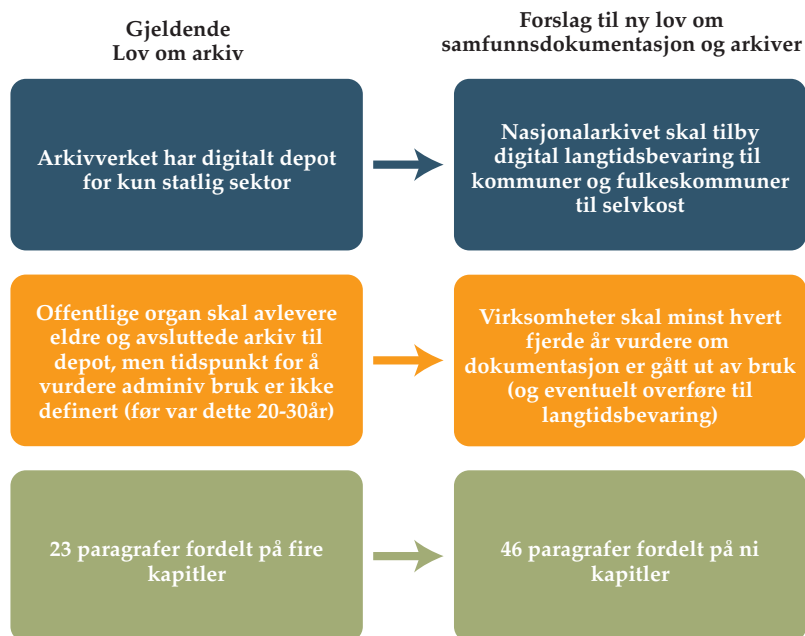 Gjeldende
Lov om arkiv
Forslag til ny lov om
samfunnsdokumentasjon og arkiver
Arkivverket har digitalt depot
for kun statlig sektor
Nasjonalarkivet skal tilby
digital langtidsbevaring til
kommuner og fulkeskommuner
til selvkost
Offentlige organ skal avlevere
eldre og avsluttede arkiv til
depot, men tidspunkt for å
vurdere adminiv bruk er ikke
definert (før var dette 20-30år)
Virksomheter skal minst hvert
fjerde år vurdere om
dokumentasjon er gått ut av bruk
(og eventuelt overføre til
langtidsbevaring)
23 paragrafer fordelt på fire
kapitler
46 paragrafer fordelt på ni
kapitler